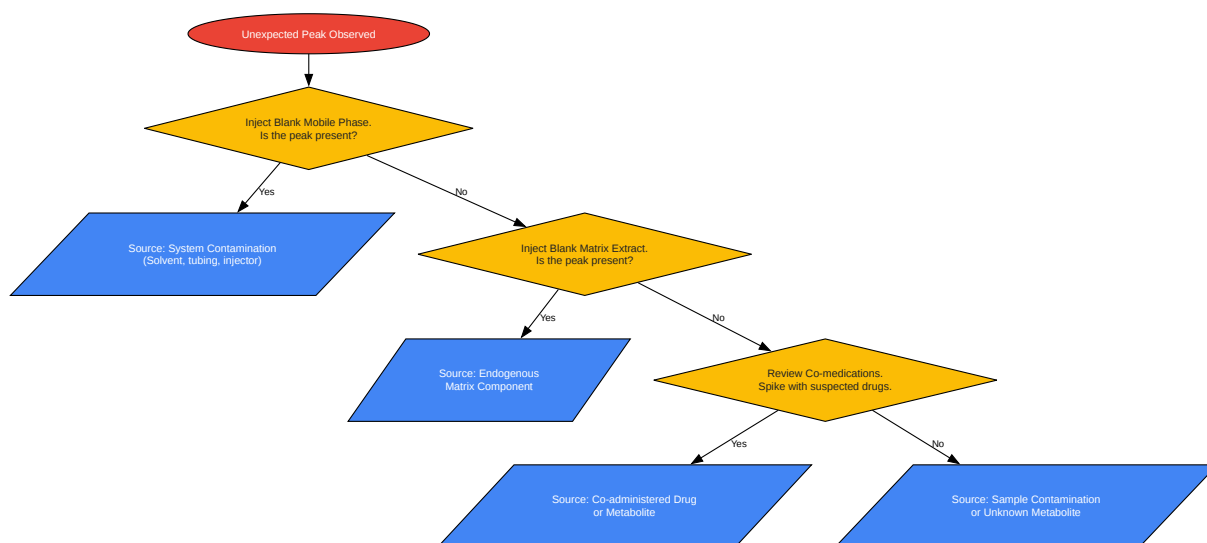 Unexpected Peak Observed
Inject Blank Mobile Phase.
Is the peak present?
Yes
No
Source: System Contamination
(Solvent, tubing, injector)
Inject Blank Matrix Extract.
Is the peak present?
Yes
No
Source: Endogenous
Matrix Component
Review Co-medications.
Spike with suspected drugs.
Yes
No
Source: Co-administered Drug
or Metabolite
Source: Sample Contamination
or Unknown Metabolite